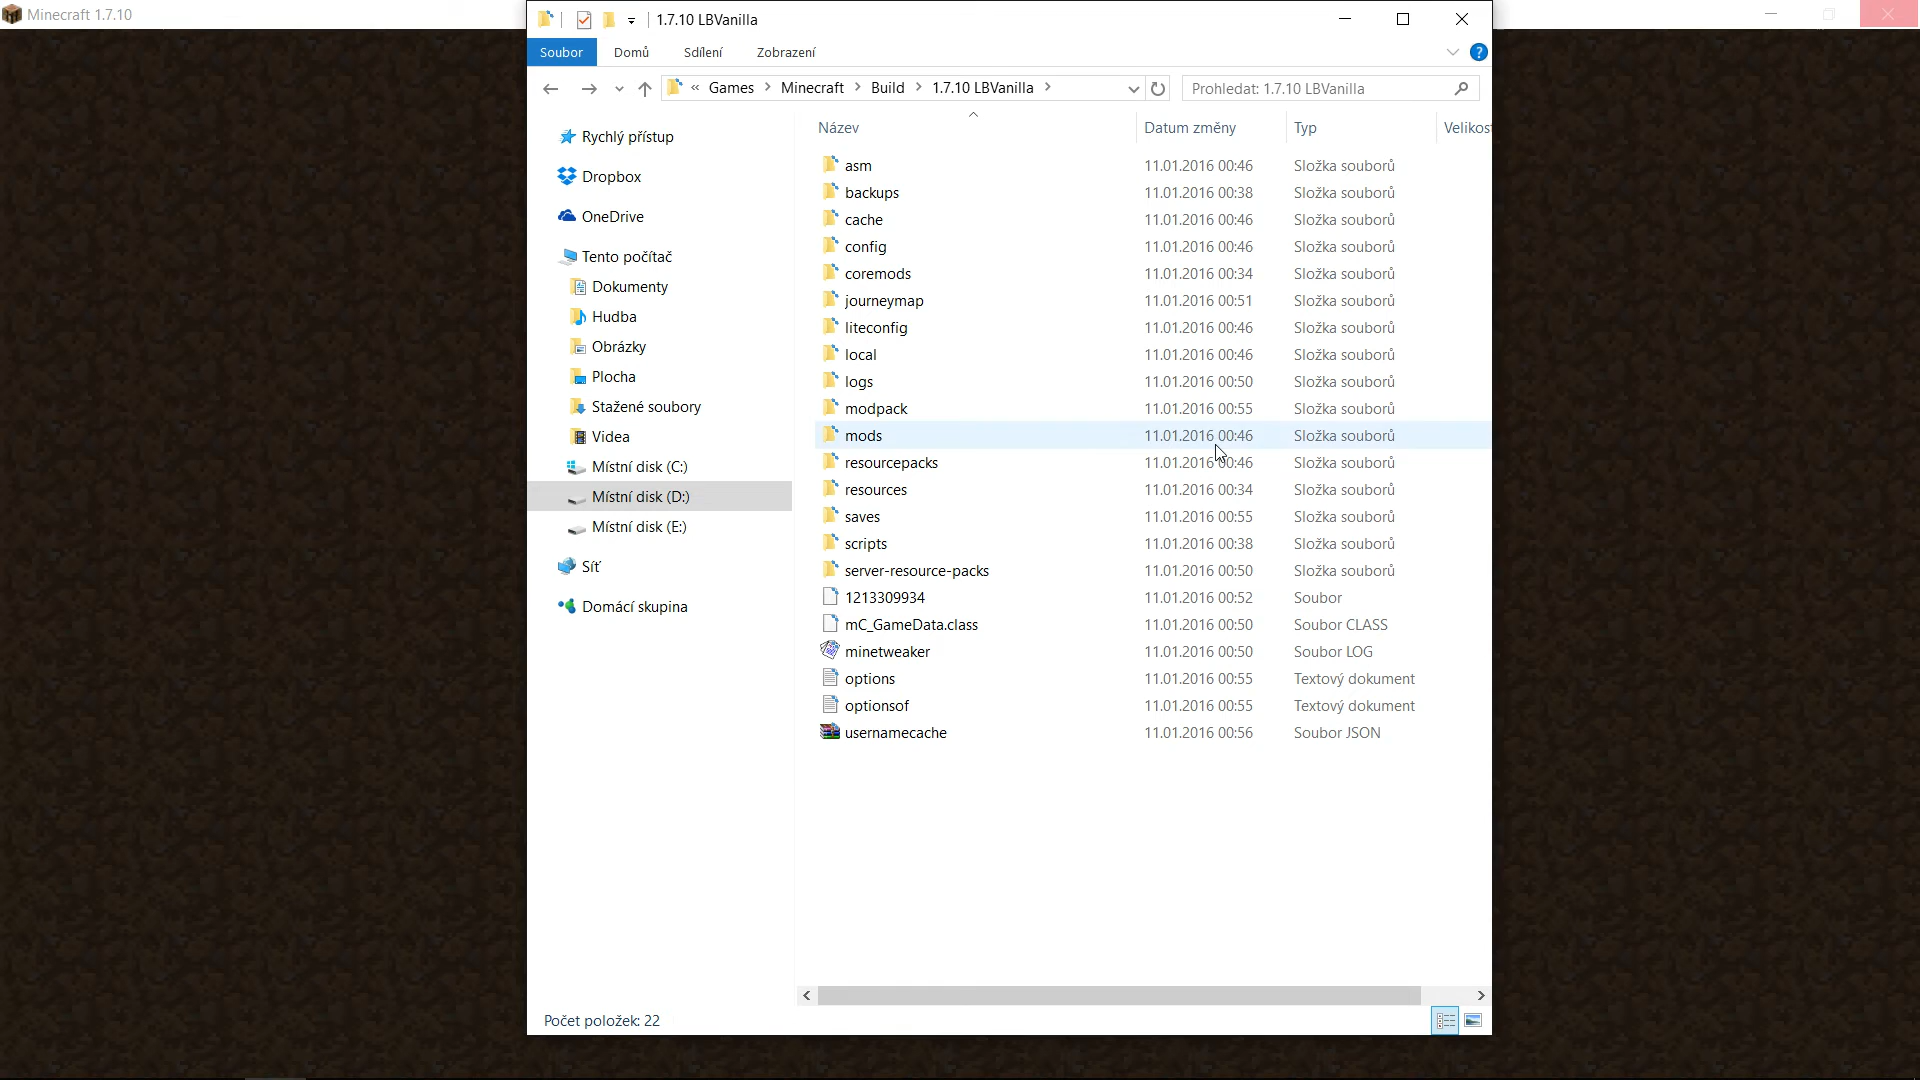 Minecraft 1.7.10
1.7.10 LBVanilla
Soubor Domů Sdílení Zobrazení ?
« Games > Minecraft > Build > 1.7.10 LBVanilla >
Prohledat: 1.7.10 LBVanilla
Rychlý přístup
Dropbox
OneDrive
Tento počítač
Dokumenty
Hudba
Obrázky
Plocha
Stažené soubory
Videa
Místní disk (C:)
Místní disk (D:)
Místní disk (E:)
Síť
Domácí skupina
Název Datum změny Typ Velikos
asm 11.01.2016 00:46 Složka souborů
backups 11.01.2016 00:38 Složka souborů
cache 11.01.2016 00:46 Složka souborů
config 11.01.2016 00:46 Složka souborů
coremods 11.01.2016 00:34 Složka souborů
journeymap 11.01.2016 00:51 Složka souborů
liteconfig 11.01.2016 00:46 Složka souborů
local 11.01.2016 00:46 Složka souborů
logs 11.01.2016 00:50 Složka souborů
modpack 11.01.2016 00:55 Složka souborů
mods 11.01.2016 00:46 Složka souborů
resourcepacks 11.01.2016 00:46 Složka souborů
resources 11.01.2016 00:34 Složka souborů
saves 11.01.2016 00:55 Složka souborů
scripts 11.01.2016 00:38 Složka souborů
server-resource-packs 11.01.2016 00:50 Složka souborů
1213309934 11.01.2016 00:52 Soubor
mC_GameData.class 11.01.2016 00:50 Soubor CLASS
minetweaker 11.01.2016 00:50 Soubor LOG
options 11.01.2016 00:55 Textový dokument
optionsof 11.01.2016 00:55 Textový dokument
usernamecache 11.01.2016 00:56 Soubor JSON
Počet položek: 22